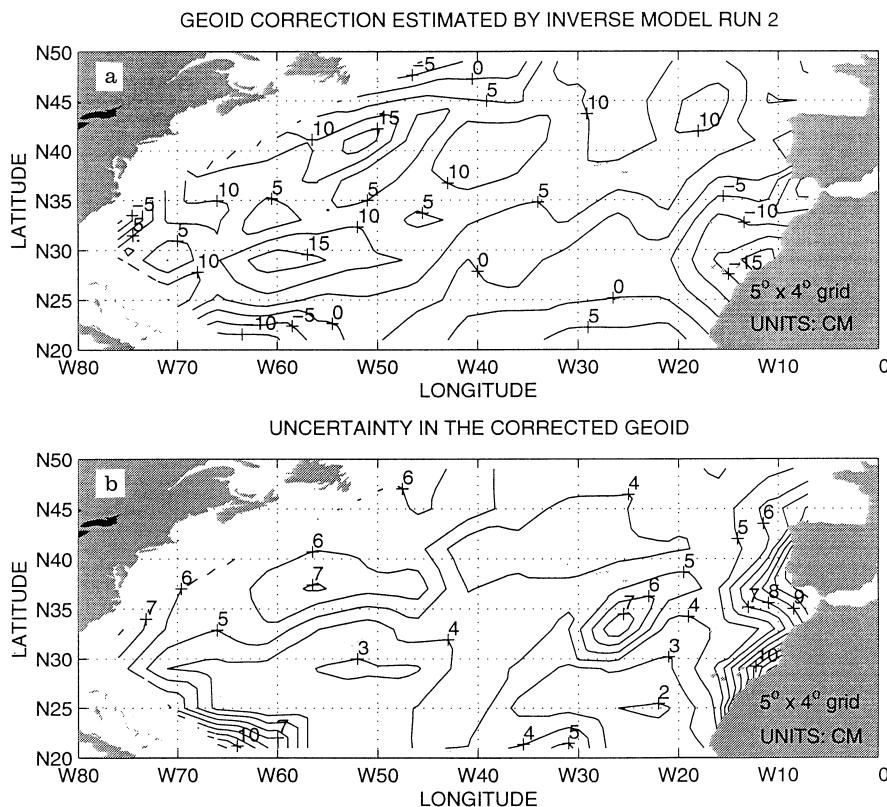 GEOID CORRECTION ESTIMATED BY INVERSE MODEL RUN 2
a
N50
N45
N40
N35
N30
N25
N20
LATITUDE
−5
0
5
10
15
10
10
10
5
5
10
5
5
−5
−5
5
5
10
−10
10
15
0
−15
0
−10
−5
0
5
5° x 4° grid
UNITS: CM
W80 W70 W60 W50 W40 W30 W20 W10 0
LONGITUDE
UNCERTAINTY IN THE CORRECTED GEOID
b
N50
N45
N40
N35
N30
N25
N20
LATITUDE
6
4
6
5
6
5
7
6
6
7
7
8
9
7
5
4
4
3
3
10
2
7
10
4
5
5° x 4° grid
UNITS: CM
W80 W70 W60 W50 W40 W30 W20 W10 0
LONGITUDE